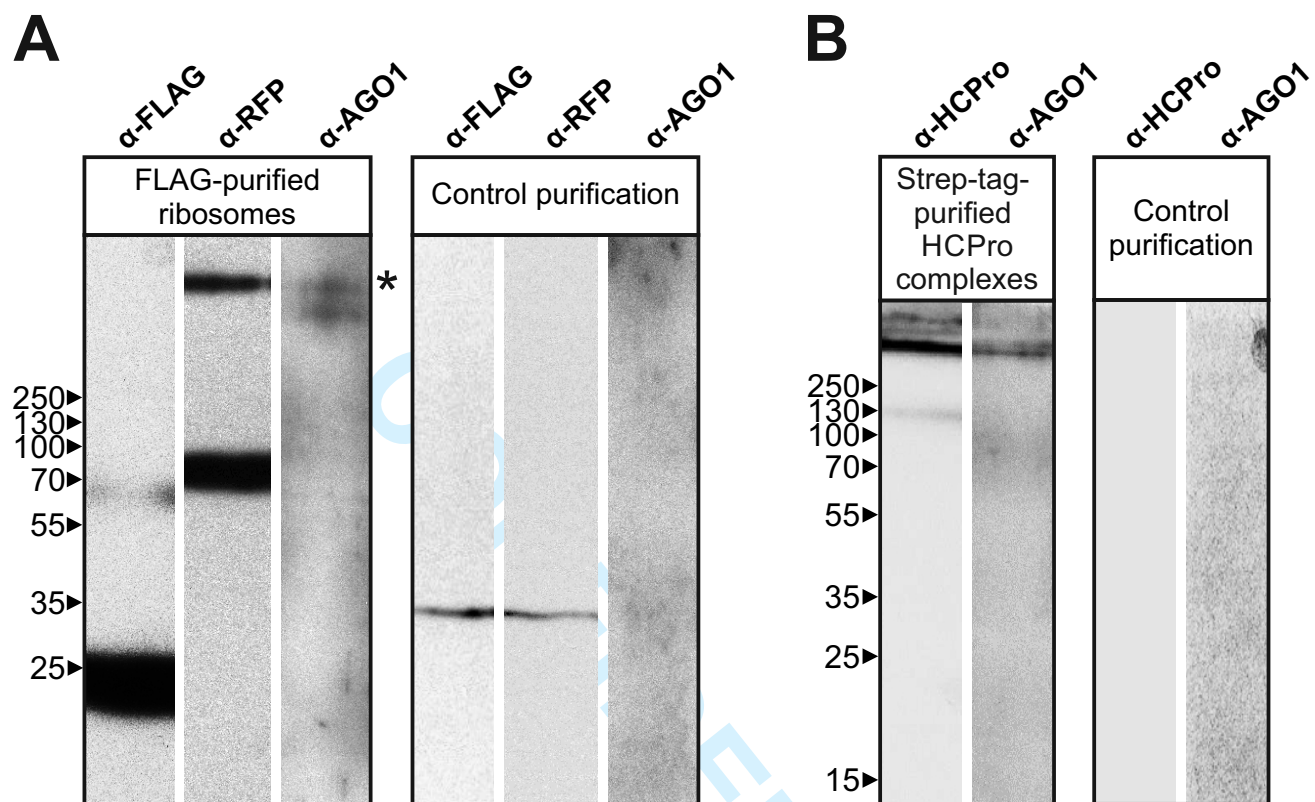 A
α-FLAG
α-RFP
α-AGO1
α-FLAG
α-RFP
α-AGO1
FLAG-purified
ribosomes
Control purification
*
250
130
100
70
55
35
25
B
α-HCPro
α-AGO1
α-HCPro
α-AGO1
Strep-tag-
purified
HCPro
complexes
Control
purification
250
130
100
70
55
35
25
15